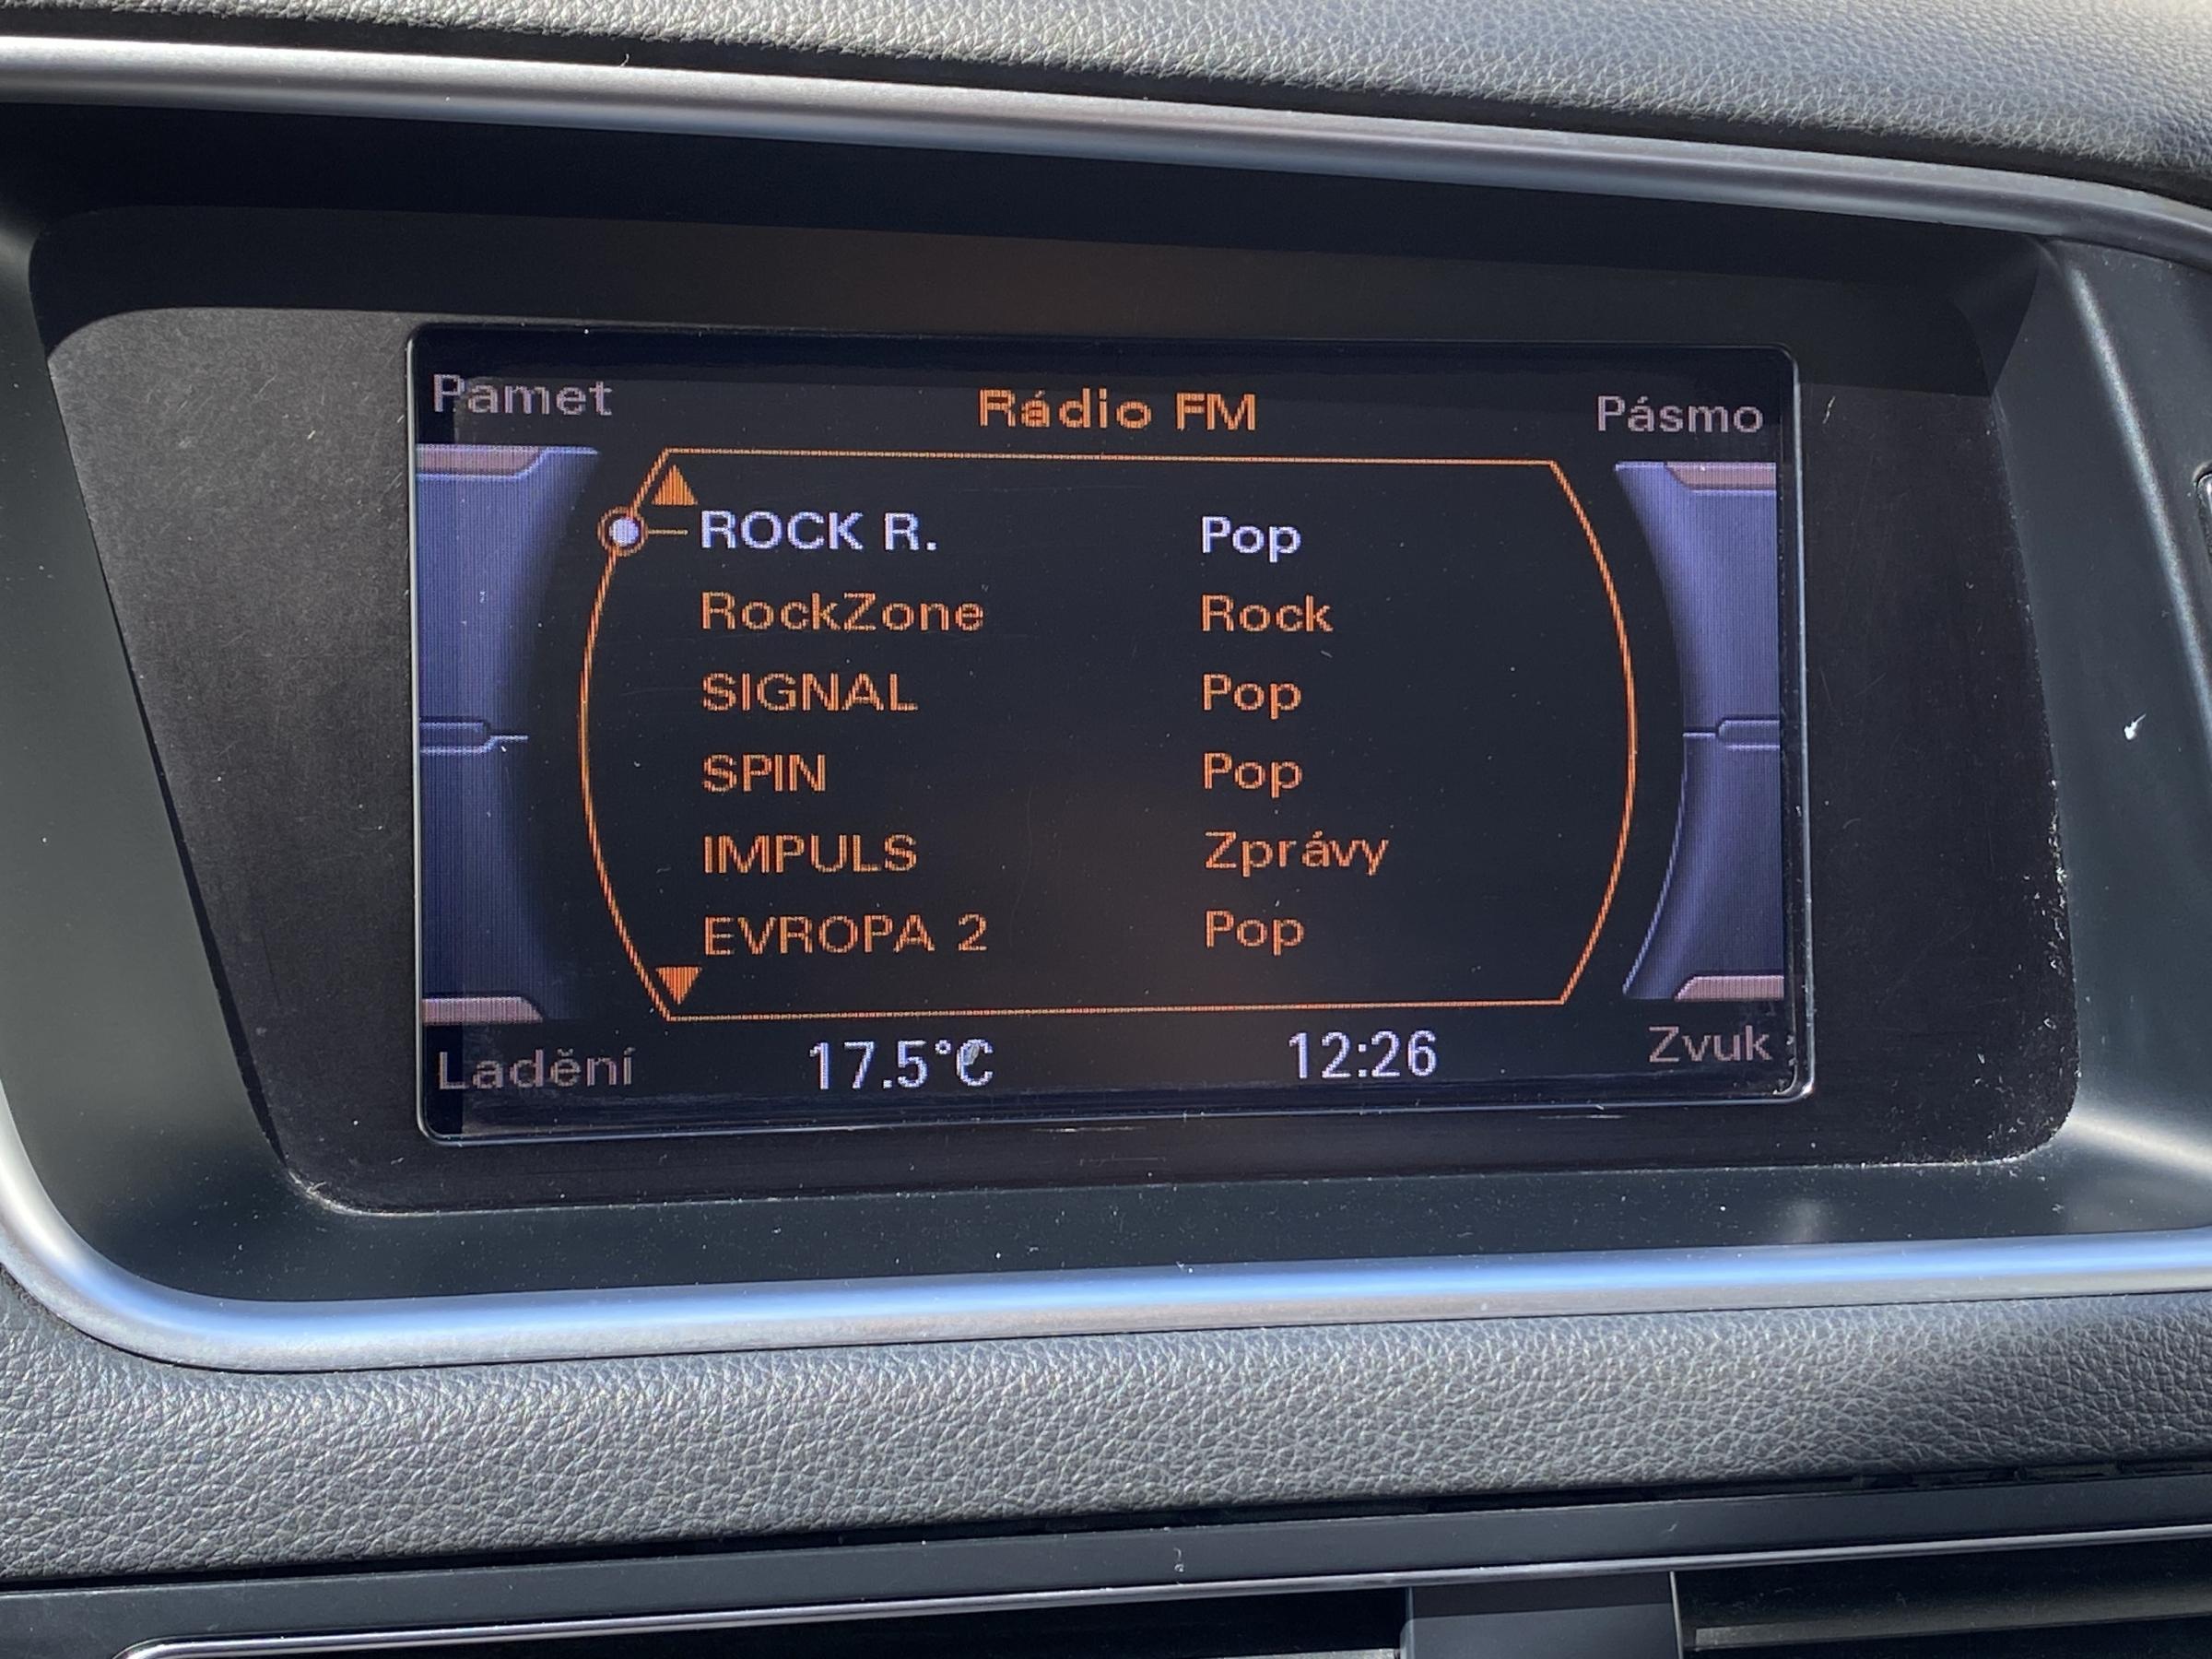 Pamet Rádio FM Pásmo
ROCK R. Pop
RockZone Rock
SIGNAL Pop
SPIN Pop
IMPULS Zprávy
EVROPA 2 Pop
Ladění 17.5°C 12:26 Zvuk